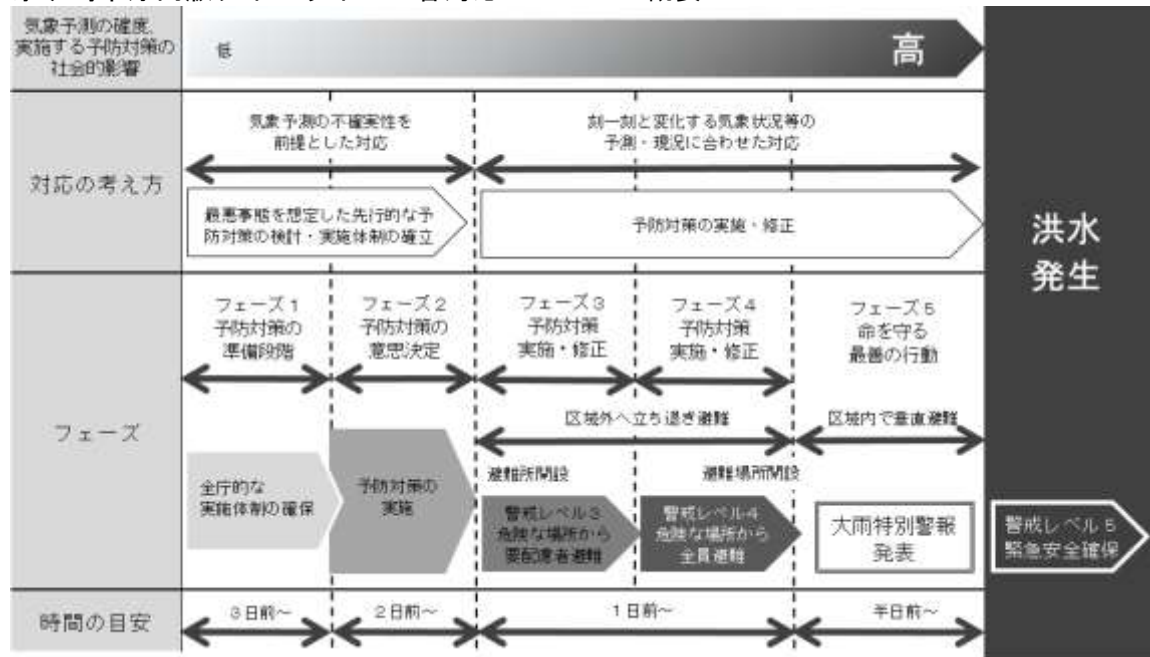 気象予測の確度、
実施する予防対策の
社会的影響
低
高
対応の考え方
気象予測の不確実性を
前提とした対応
刻一刻と変化する気象状況等の
予測・現況に合わせた対応
最悪事態を想定した先行的な予
防対策の検討・実施体制の確立
予防対策の実施・修正
洪水
発生
フェーズ
フェーズ1
予防対策の
準備段階
フェーズ2
予防対策の
意思決定
フェーズ3
予防対策
実施・修正
フェーズ4
予防対策
実施・修正
フェーズ5
命を守る
最善の行動
区域外へ立ち退き避難
区域内で垂直避難
避難所開設
避難場所開設
全庁的な
実施体制の確保
予防対策の
実施
警戒レベル3
危険な場所から
要配慮者避難
警戒レベル4
危険な場所から
全員避難
大雨特別警報
発表
警戒レベル5
緊急安全確保
時間の目安
3日前～
2日前～
1日前～
半日前～